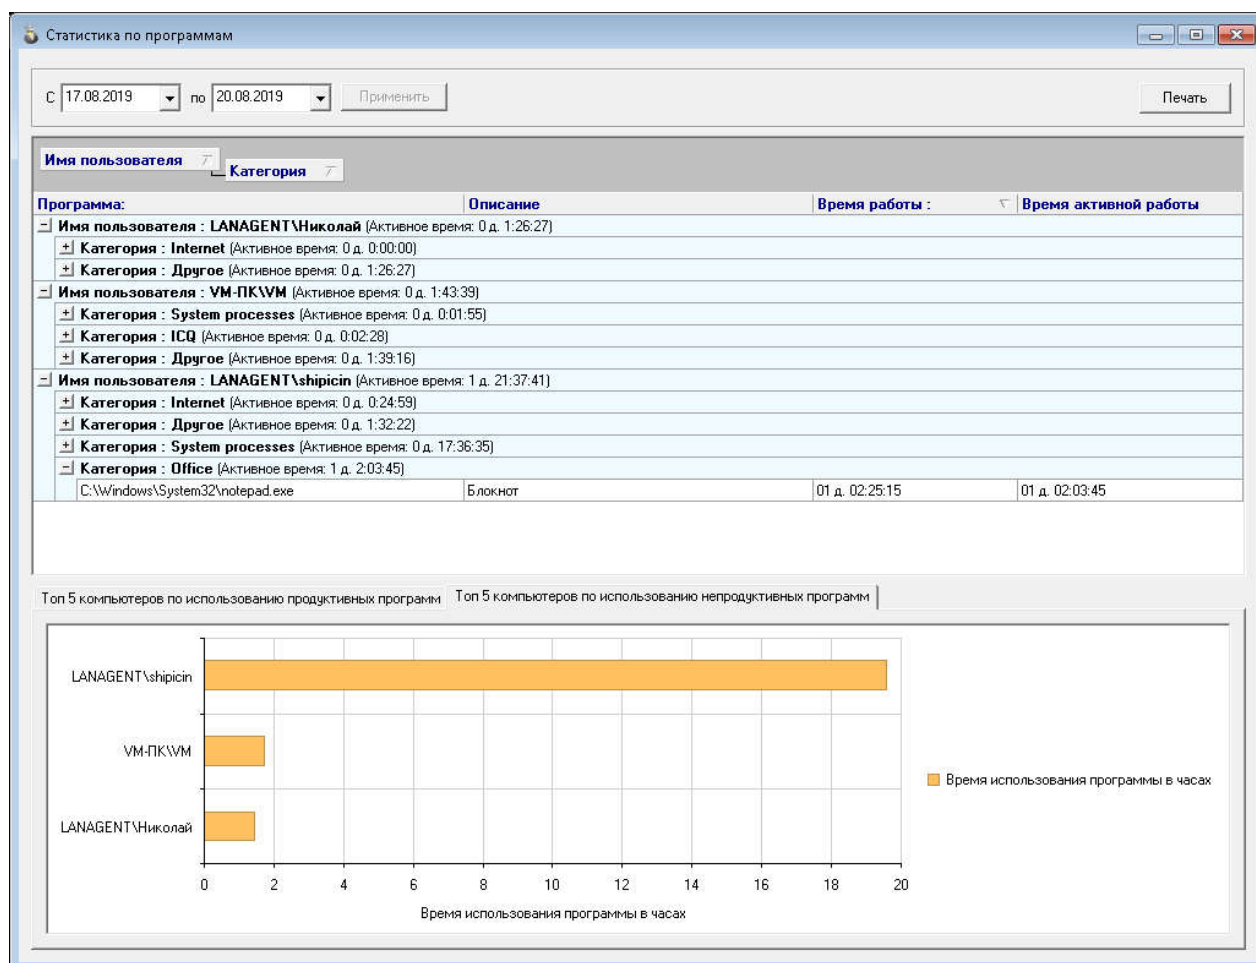 Статистика по программам
С 17.08.2019 по 20.08.2019 Применить Печать
Имя пользователя
Категория
Программа: Описание Время работы : Время активной работы
Имя пользователя : LANAGENT\Николай (Активное время: 0 д. 1:26:27)
Категория : Internet (Активное время: 0 д. 0:00:00)
Категория : Другое (Активное время: 0 д. 1:26:27)
Имя пользователя : VM-ПК\VM (Активное время: 0 д. 1:43:39)
Категория : System processes (Активное время: 0 д. 0:01:55)
Категория : ICQ (Активное время: 0 д. 0:02:28)
Категория : Другое (Активное время: 0 д. 1:39:16)
Имя пользователя : LANAGENT\shipicin (Активное время: 1 д. 21:37:41)
Категория : Internet (Активное время: 0 д. 0:24:59)
Категория : Другое (Активное время: 0 д. 1:32:22)
Категория : System processes (Активное время: 0 д. 17:36:35)
Категория : Office (Активное время: 1 д. 2:03:45)
C:\Windows\System32\notepad.exe Блокнот 01 д. 02:25:15 01 д. 02:03:45
Топ 5 компьютеров по использованию продуктивных программ Топ 5 компьютеров по использованию непродуктивных программ
LANAGENT\shipicin
VM-ПК\VM
Время использования программы в часах
LANAGENT\Николай
0 2 4 6 8 10 12 14 16 18 20
Время использования программы в часах